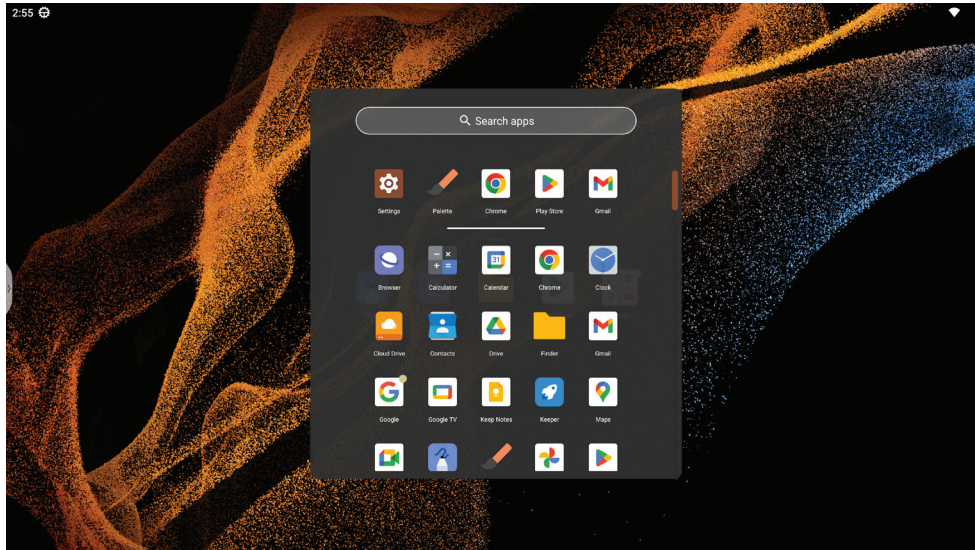 2:55
Search apps
Settings Palette Chrome Play Store Gmail
Browser Calculator Calendar Chrome Clock
31
Cloud Drive Contacts Drive Finder Gmail
Google Google TV Keep Notes Keeper Maps